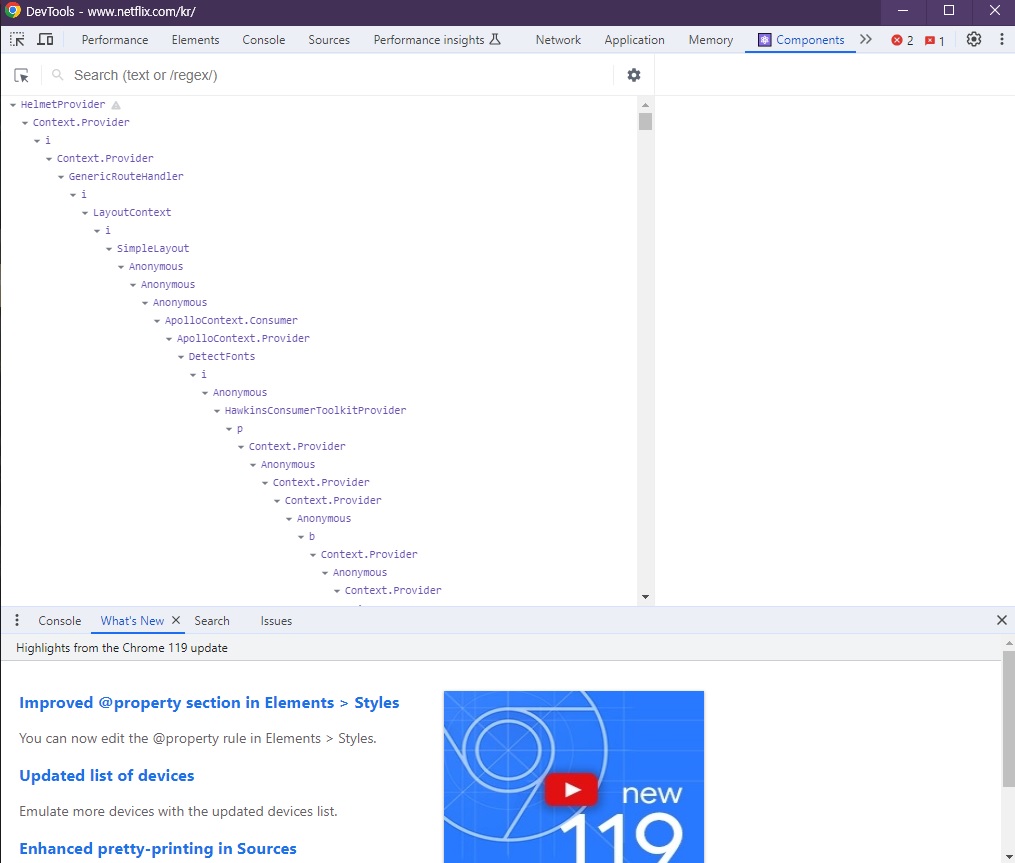 DevTools - www.netflix.com/kr/
Performance Elements Console Sources Performance insights Network Application Memory Components 2 1
Search (text or /regex/)
HelmetProvider
Context.Provider
i
Context.Provider
GenericRouteHandler
i
LayoutContext
i
SimpleLayout
Anonymous
Anonymous
Anonymous
ApolloContext.Consumer
ApolloContext.Provider
DetectFonts
i
Anonymous
HawkinsConsumerToolkitProvider
p
Context.Provider
Anonymous
Context.Provider
Context.Provider
Anonymous
b
Context.Provider
Anonymous
Context.Provider
Console What's New Search Issues
Highlights from the Chrome 119 update
Improved @property section in Elements > Styles
You can now edit the @property rule in Elements > Styles.
Updated list of devices
Emulate more devices with the updated devices list.
Enhanced pretty-printing in Sources
new
119